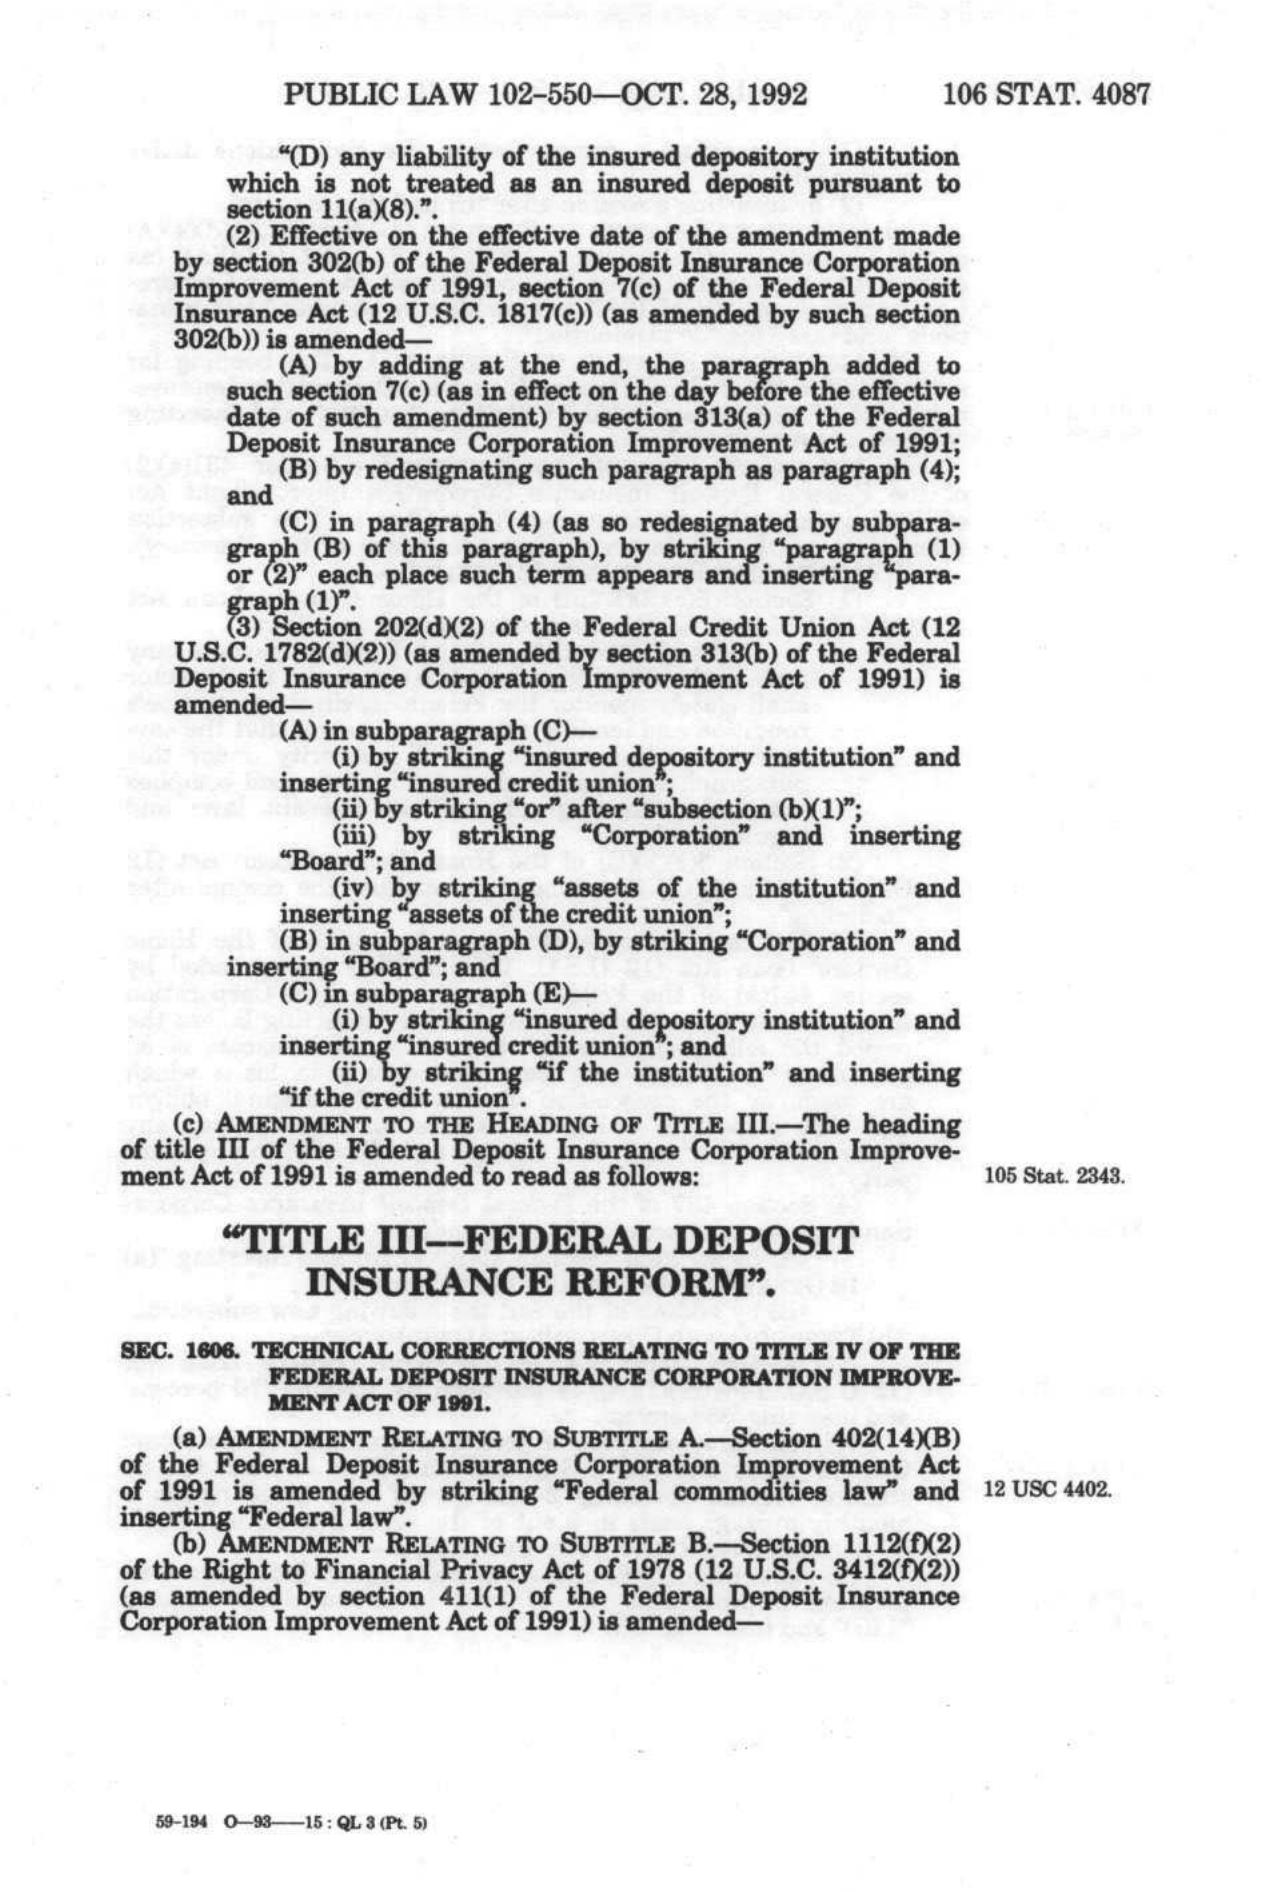 PUBLIC LAW 102-550—OCT. 28, 1992 106 STAT. 4087
“(D) any liability of the insured depository institution
which is not treated as an insured deposit pursuant to
section 11(a)(8).”.
(2) Effective on the effective date of the amendment made
by section 302(b) of the Federal Deposit Insurance Corporation
Improvement Act of 1991, section 7(c) of the Federal Deposit
Insurance Act (12 U.S.C. 1817(c)) (as amended by such section
302(b)) is amended—
(A) by adding at the end, the paragraph added to
such section 7(c) (as in effect on the day before the effective
date of such amendment) by section 313(a) of the Federal
Deposit Insurance Corporation Improvement Act of 1991;
(B) by redesignating such paragraph as paragraph (4);
and
(C) in paragraph (4) (as so redesignated by subpara-
graph (B) of this paragraph), by striking “paragraph (1)
or (2)” each place such term appears and inserting “para-
graph (1)”.
(3) Section 202(d)(2) of the Federal Credit Union Act (12
U.S.C. 1782(d)(2)) (as amended by section 313(b) of the Federal
Deposit Insurance Corporation Improvement Act of 1991) is
amended—
(A) in subparagraph (C)—
(i) by striking “insured depository institution” and
inserting “insured credit union”;
(ii) by striking “or” after “subsection (b)(1)”;
(iii) by striking “Corporation” and inserting
“Board”; and
(iv) by striking “assets of the institution” and
inserting “assets of the credit union”;
(B) in subparagraph (D), by striking “Corporation” and
inserting “Board”; and
(C) in subparagraph (E)—
(i) by striking “insured depository institution” and
inserting “insured credit union”; and
(ii) by striking “if the institution” and inserting
“if the credit union”.
(c) AMENDMENT TO THE HEADING OF TITLE III.—The heading
of title III of the Federal Deposit Insurance Corporation Improve-
ment Act of 1991 is amended to read as follows: 105 Stat. 2343.
“TITLE III—FEDERAL DEPOSIT
INSURANCE REFORM”.
SEC. 1606. TECHNICAL CORRECTIONS RELATING TO TITLE IV OF THE
FEDERAL DEPOSIT INSURANCE CORPORATION IMPROVE-
MENT ACT OF 1991.
(a) AMENDMENT RELATING TO SUBTITLE A.—Section 402(14)(B)
of the Federal Deposit Insurance Corporation Improvement Act
of 1991 is amended by striking “Federal commodities law” and 12 USC 4402.
inserting “Federal law”.
(b) AMENDMENT RELATING TO SUBTITLE B.—Section 1112(f)(2)
of the Right to Financial Privacy Act of 1978 (12 U.S.C. 3412(f)(2))
(as amended by section 411(1) of the Federal Deposit Insurance
Corporation Improvement Act of 1991) is amended—
59-194 O—93——15 : QL 3 (Pt. 5)